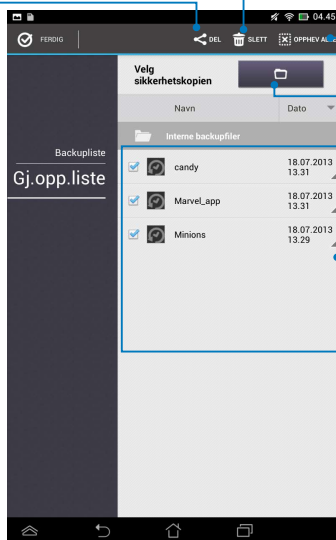 04.45
FERDIG
DEL
SLETT
OPPHEV
Velg
sikkerhetskopien
Navn
Dato
Interne backupfiler
Backupliste
Gj.opp.liste
candy
18.07.2013
13.31
Marvel_app
18.07.2013
13.31
Minions
18.07.2013
13.29